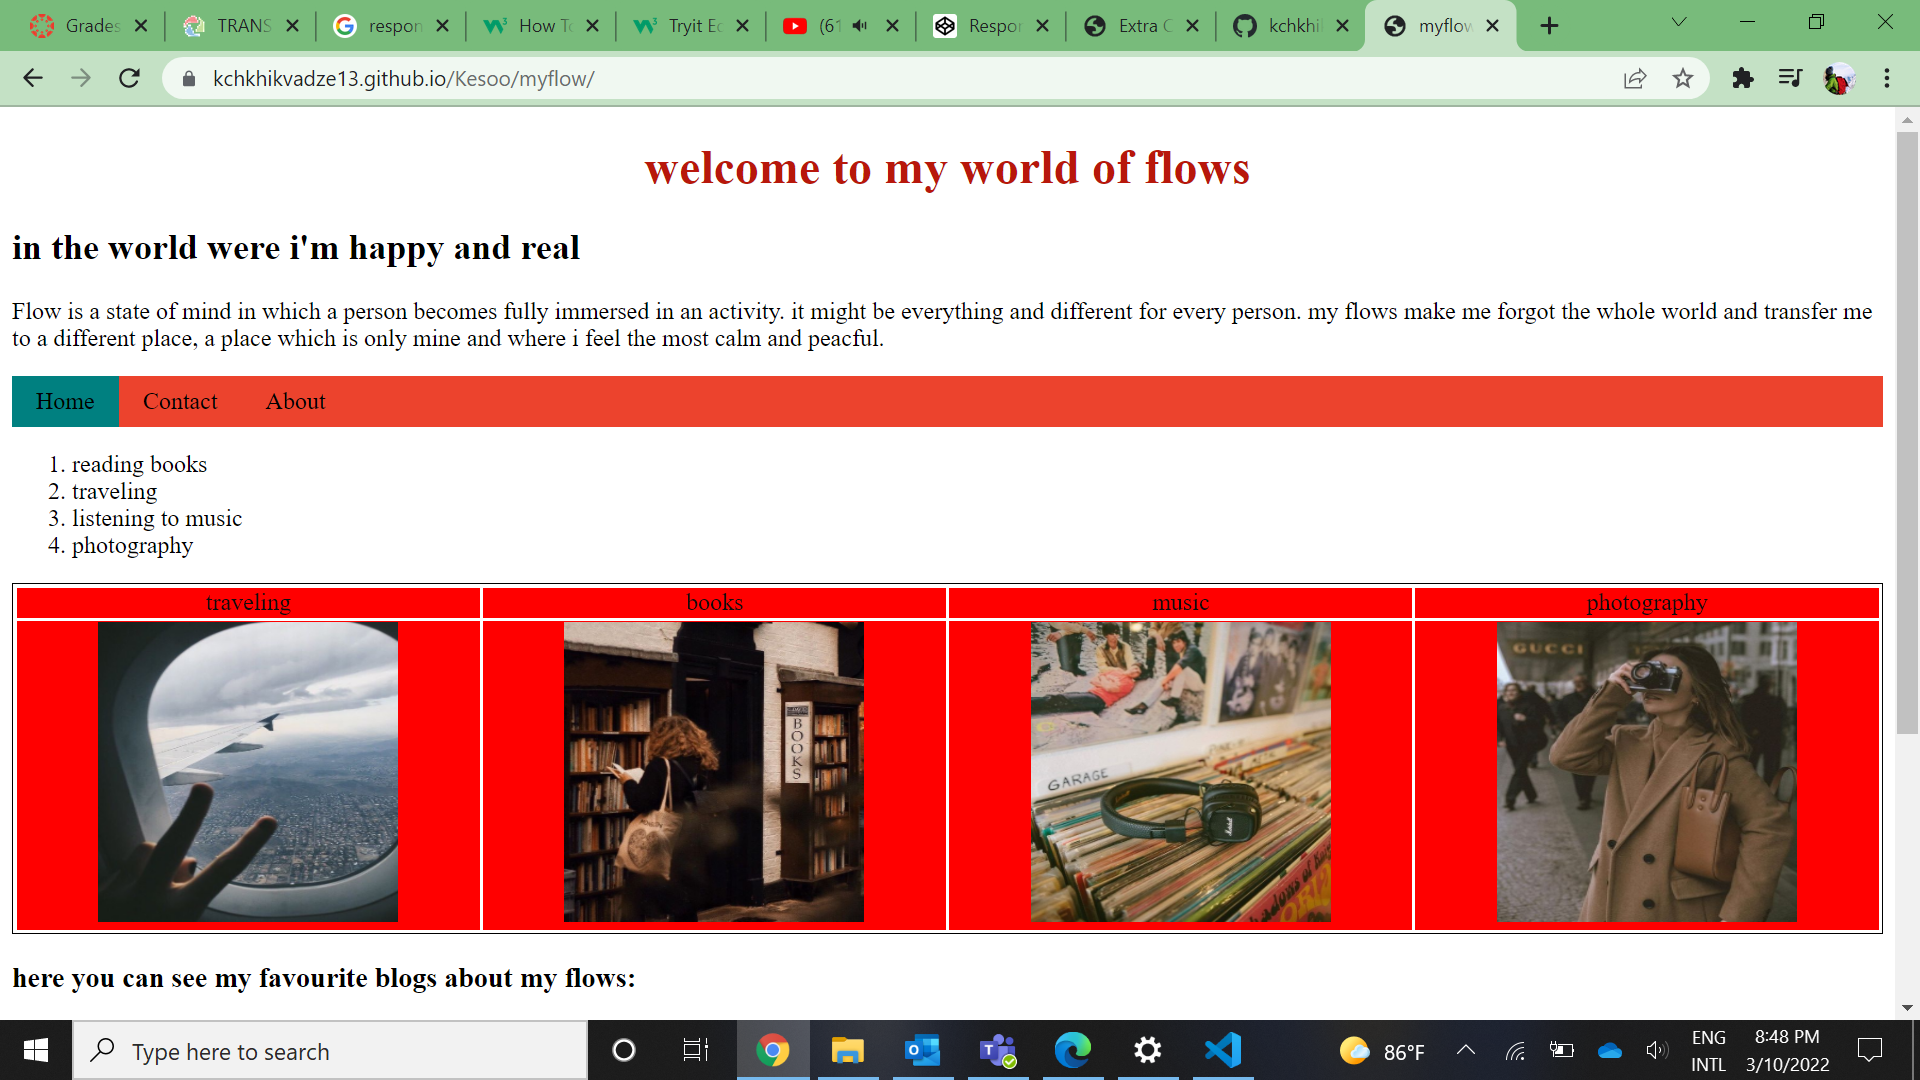 Grades
TRANS
respon
How To
Tryit Ed
(61
Respor
Extra C
kchkhi
myflow
kchkhikvadze13.github.io/Kesoo/myflow/
welcome to my world of flows
in the world were i'm happy and real
Flow is a state of mind in which a person becomes fully immersed in an activity. it might be everything and different for every person. my flows make me forgot the whole world and transfer me
to a different place, a place which is only mine and where i feel the most calm and peacful.
Home Contact About
1. reading books
2. traveling
3. listening to music
4. photography
traveling books music photography
BOOKS
GARAGE
Marshall
GUCCI
here you can see my favourite blogs about my flows:
Type here to search
86°F
ENG
INTL
8:48 PM
3/10/2022